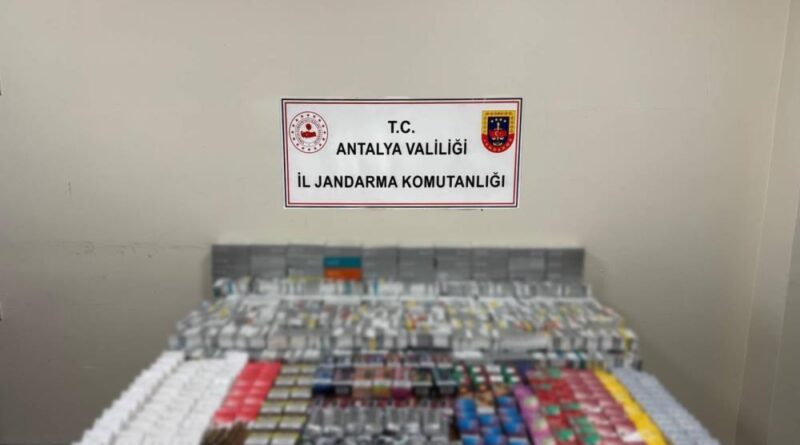 T.C.
ANTALYA VALİLİĞİ
İL JANDARMA KOMUTANLIĞI